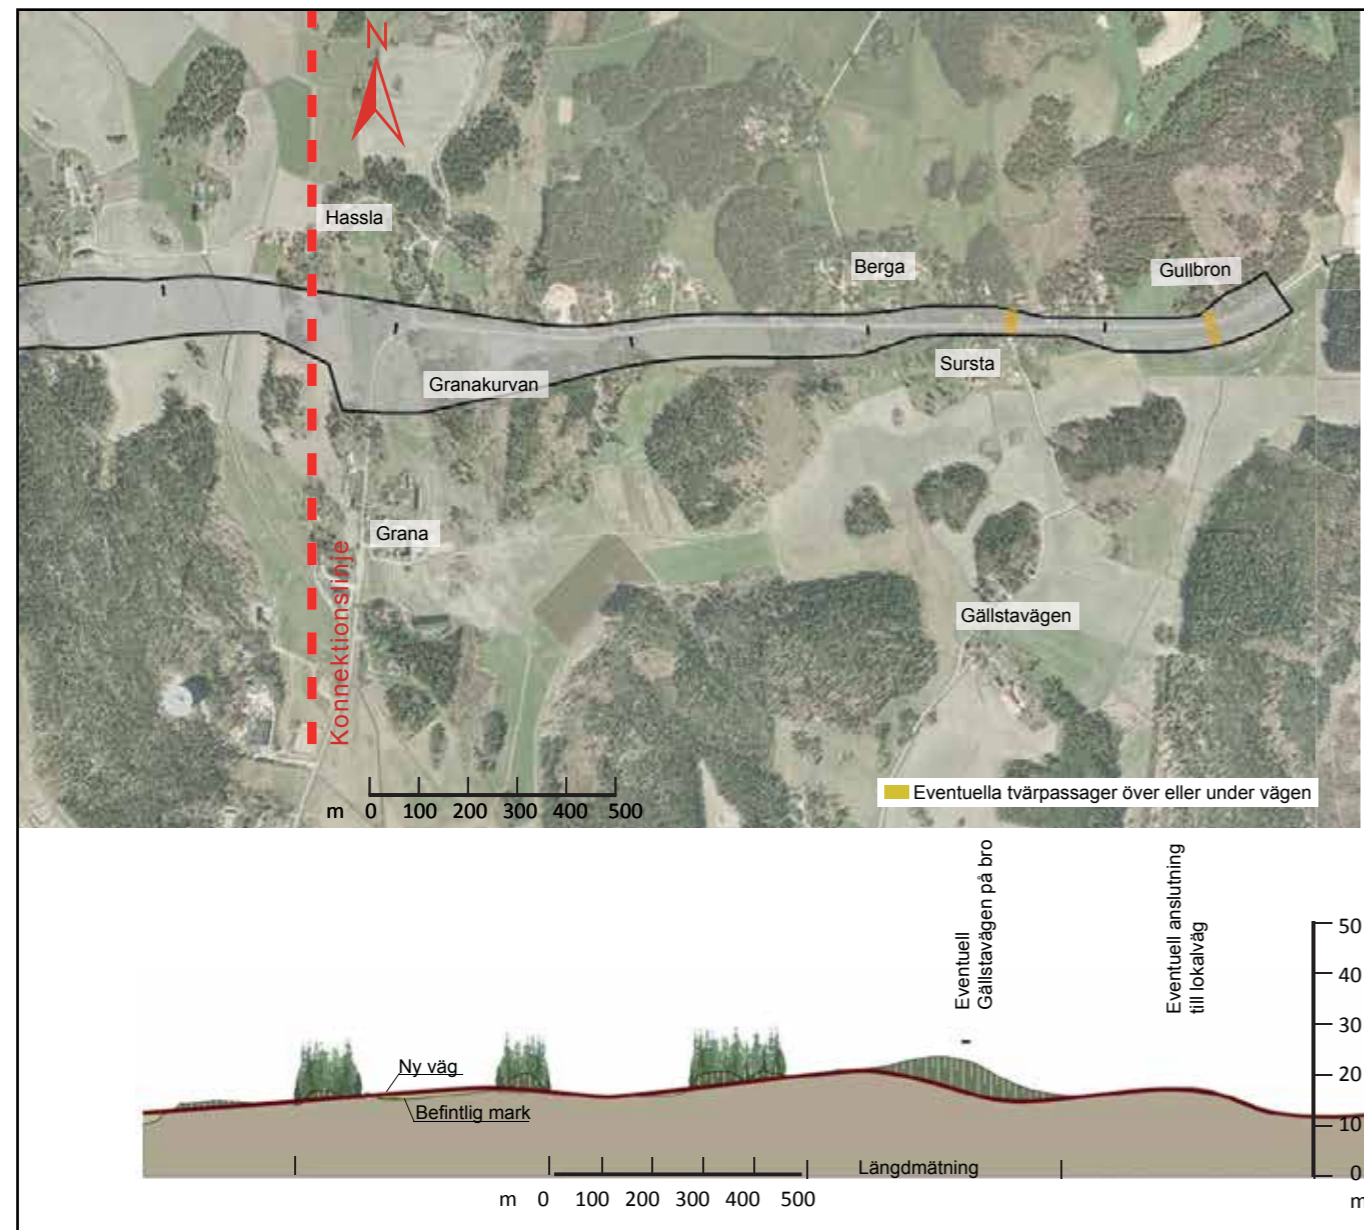 N
Hassla
Berga
Gullbron
Granakurvan
Sursta
Grana
Konnektionslinje
Gällstavägen
m 0 100 200 300 400 500
Eventuella tvärpassager över eller under vägen
Eventuell
Gällstavägen på bro
Eventuell anslutning
till lokalväg
50
40
30
20
10
0
m
Ny väg
Befintlig mark
Längdmätning
m 0 100 200 300 400 500